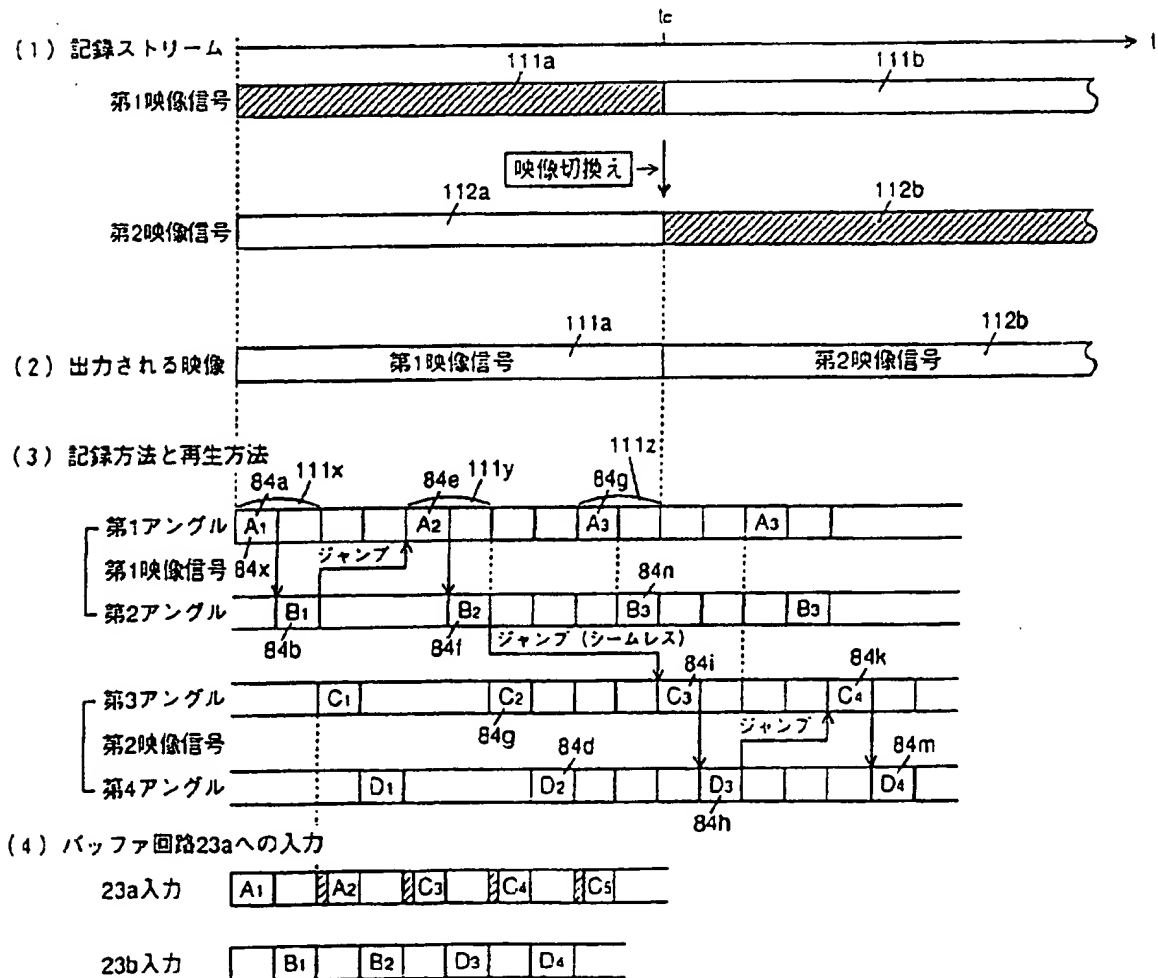 tc
(1) 記録ストリーム
t
111a
111b
第1映像信号
映像切換え
112a
112b
第2映像信号
111a
112b
(2) 出力される映像
第1映像信号
第2映像信号
(3) 記録方法と再生方法
84a
111x
84e
111y
84g
111z
第1アングル
A1
A2
A3
A3
第1映像信号
84x
ジャンプ
84n
第2アングル
B1
B2
B3
B3
84b
84f
ジャンプ (シームレス)
84i
84k
第3アングル
C1
C2
C3
C4
84g
ジャンプ
第2映像信号
84d
84m
第4アングル
D1
D2
D3
D4
84h
(4) バッファ回路23aへの入力
23a入力
A1
A2
C3
C4
C5
23b入力
B1
B2
D3
D4